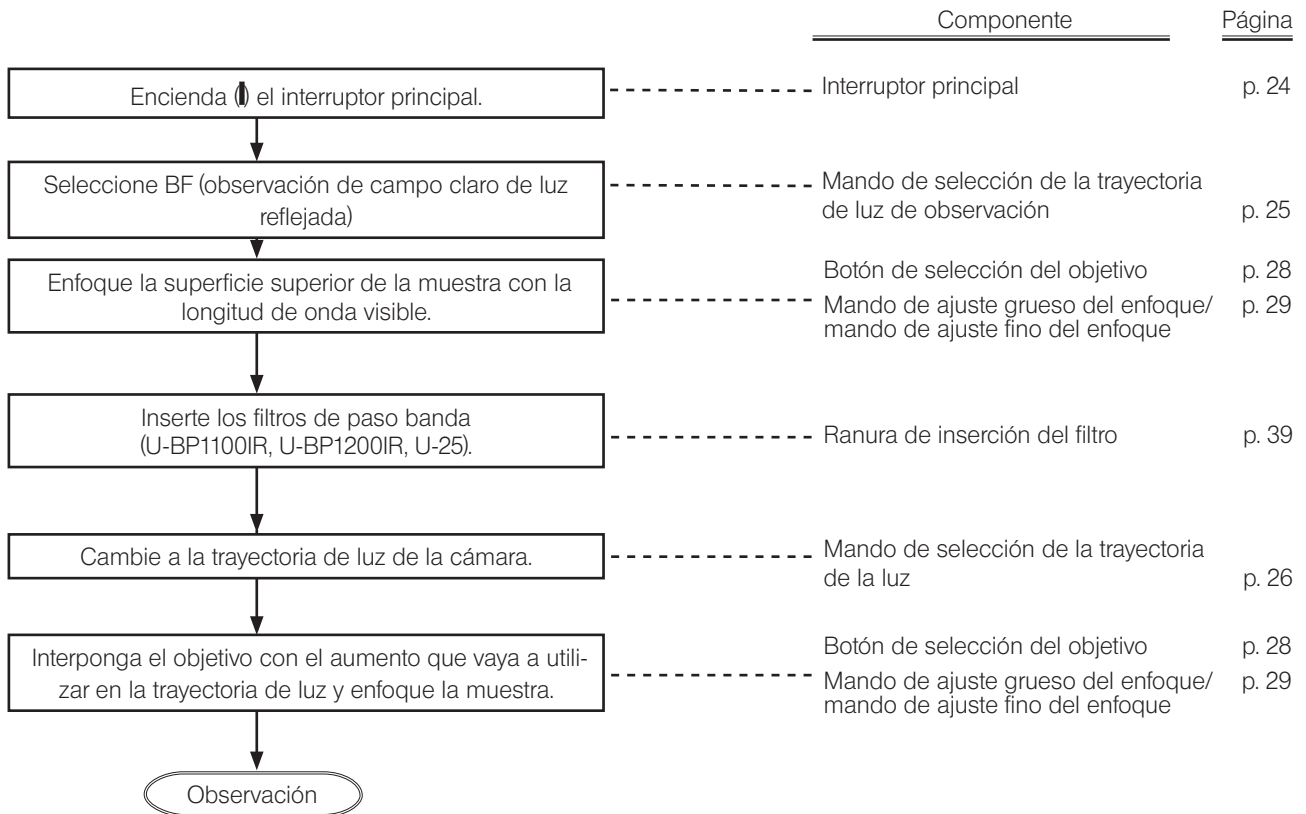 Componente Página
Encienda (I) el interruptor principal. Interruptor principal p. 24
Seleccione BF (observación de campo claro de luz
reflejada)
Mando de selección de la trayectoria
de luz de observación p. 25
Enfoque la superficie superior de la muestra con la
longitud de onda visible.
Botón de selección del objetivo p. 28
Mando de ajuste grueso del enfoque/ p. 29
mando de ajuste fino del enfoque
Inserte los filtros de paso banda
(U-BP1100IR, U-BP1200IR, U-25).
Ranura de inserción del filtro p. 39
Cambie a la trayectoria de luz de la cámara.
Mando de selección de la trayectoria
de la luz p. 26
Interponga el objetivo con el aumento que vaya a utili-
zar en la trayectoria de luz y enfoque la muestra.
Botón de selección del objetivo p. 28
Mando de ajuste grueso del enfoque/ p. 29
mando de ajuste fino del enfoque
Observación